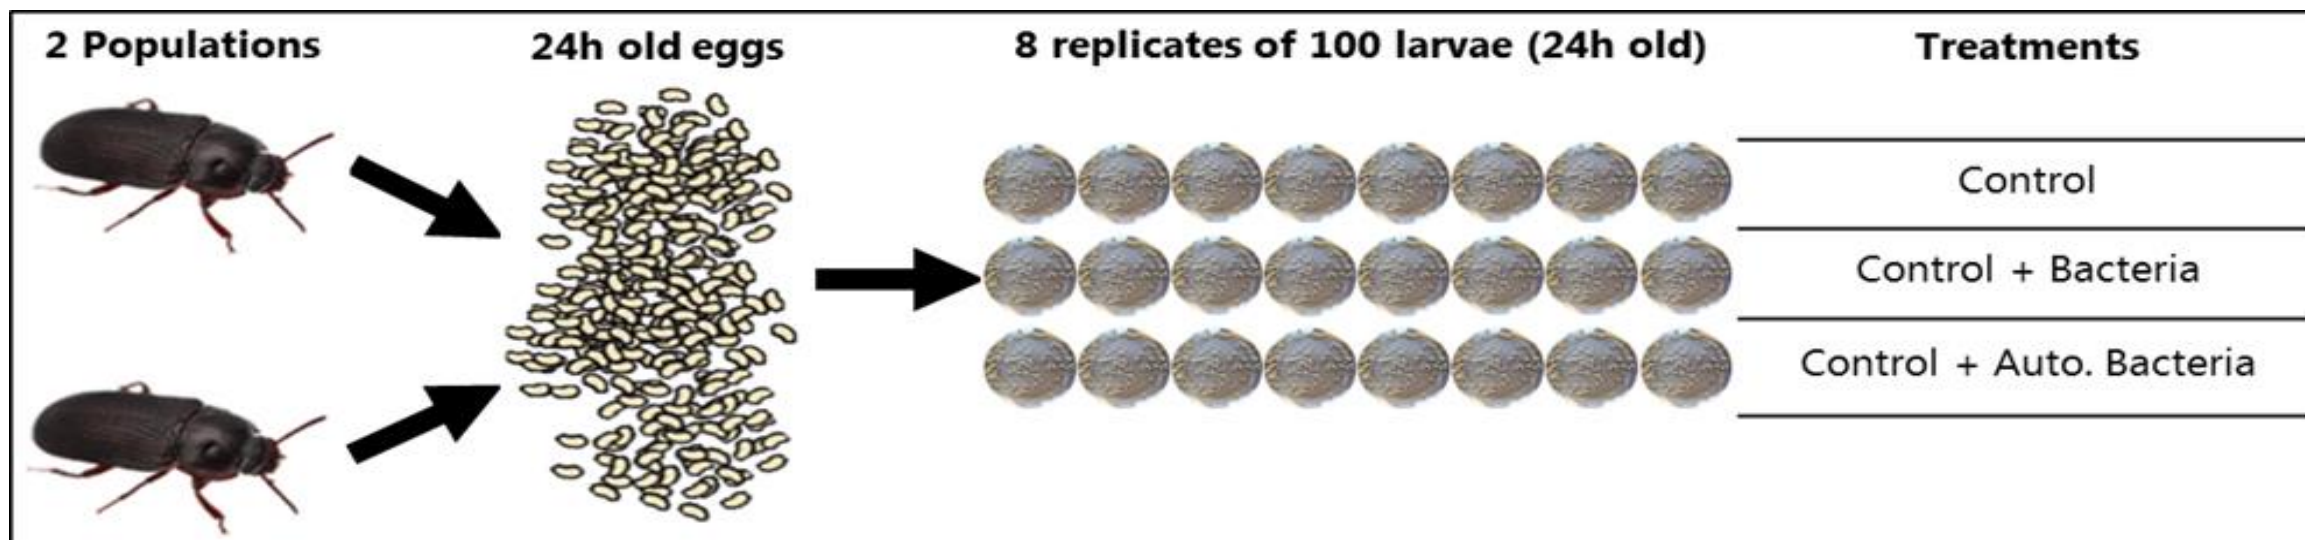 2 Populations
24h old eggs
8 replicates of 100 larvae (24h old)
Treatments
Control
Control + Bacteria
Control + Auto. Bacteria